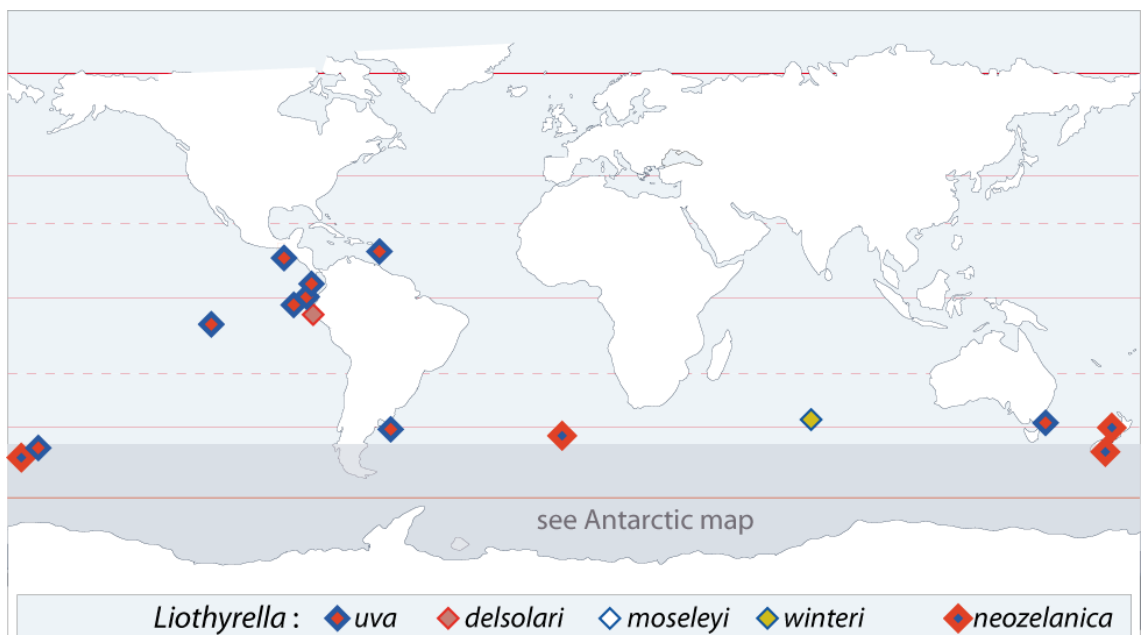 see Antarctic map
Liothyrella : uva delsolari moseleyi winteri neozelanica